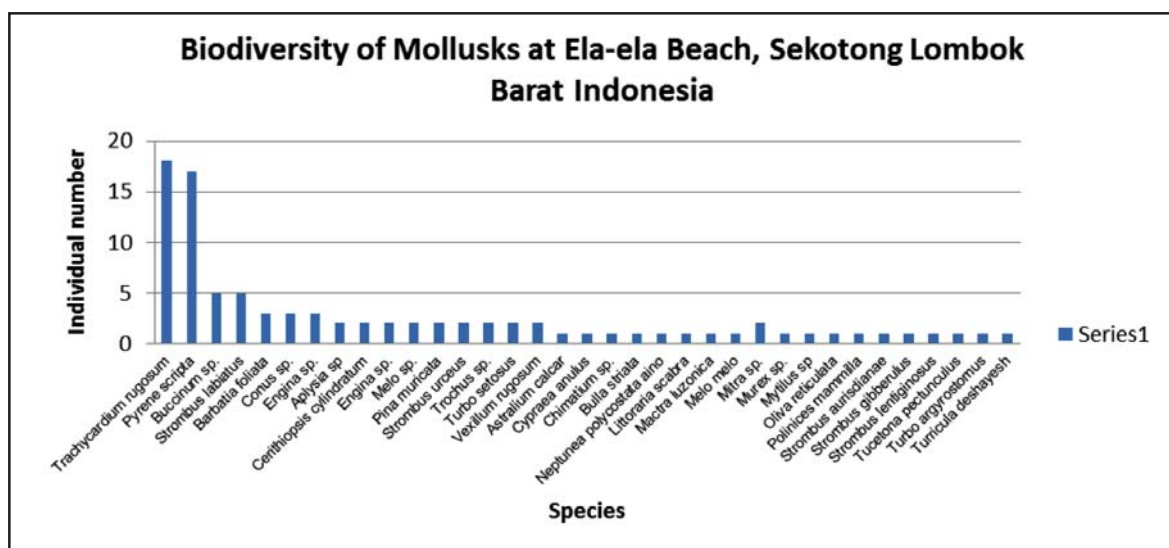 Biodiversity of Mollusks at Ela-ela Beach, Sekotong Lombok
Barat Indonesia
Individual number
20
15
10
5
0
Trachycardium rugosum
Pyrene scripta
Buccinum sp.
Strombus labiattus
Barbatia foliata
Conus sp.
Engina sp.
Aplysia sp
Cerithiopsis cylindratum
Engina sp.
Melo sp.
Pina muricata
Strombus urceus
Trochus sp.
Turbo setosus
Vexillum rugosum
Astralium calcar
Cypraea anulus
Chimatium sp.
Bulla striata
Neptunea polycostata aino
Littoraria scabra
Mactra luzonica
Melo melo
Mitra sp.
Murex sp.
Mytilus sp
Oliva reticulata
Polinices mammilla
Strombus aurisdianae
Strombus gibberulus
Strombus lentiginosus
Tucetona pectunculus
Turbo argyrostomus
Turricula deshayesh
Species
Series1